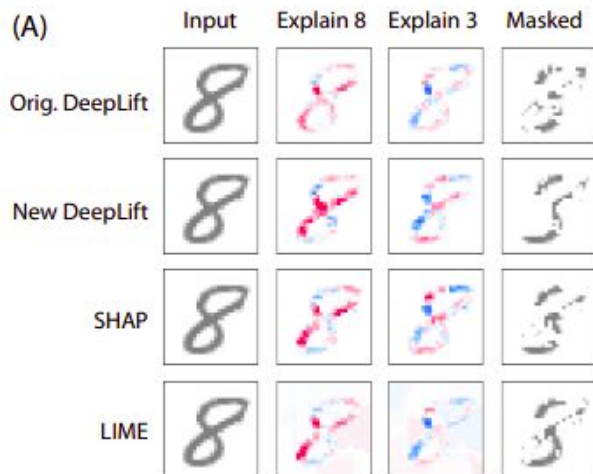 (A)
Input Explain 8 Explain 3 Masked
Orig. DeepLift
New DeepLift
SHAP
LIME